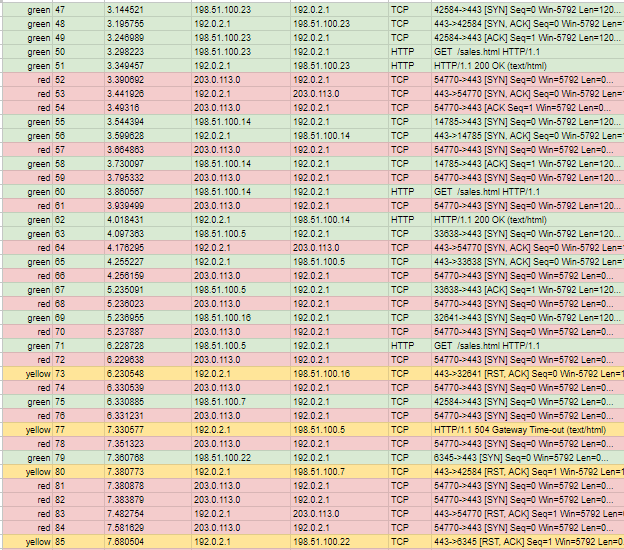 green 47 3.144521 198.51.100.23 192.0.2.1 TCP 42584->443 [SYN] Seq=0 Win=5792 Len=120...
green 48 3.195755 192.0.2.1 198.51.100.23 TCP 443->42584 [SYN, ACK] Seq=0 Win-5792 Len=120...
green 49 3.246989 198.51.100.23 192.0.2.1 TCP 42584->443 [ACK] Seq=1 Win-5792 Len=120...
green 50 3.298223 198.51.100.23 192.0.2.1 HTTP GET /sales.html HTTP/1.1
green 51 3.349457 192.0.2.1 198.51.100.23 HTTP HTTP/1.1 200 OK (text/html)
red 52 3.390692 203.0.113.0 192.0.2.1 TCP 54770->443 [SYN] Seq=0 Win=5792 Len=0...
red 53 3.441926 192.0.2.1 203.0.113.0 TCP 443->54770 [SYN, ACK] Seq=0 Win-5792 Len=1
red 54 3.49316 203.0.113.0 192.0.2.1 TCP 54770->443 [ACK Seq=1 Win=5792 Len=0...
green 55 3.544394 198.51.100.14 192.0.2.1 TCP 14785->443 [SYN] Seq=0 Win-5792 Len=120...
green 56 3.599628 192.0.2.1 198.51.100.14 TCP 443->14785 [SYN, ACK] Seq=0 Win-5792 Len=1
red 57 3.664863 203.0.113.0 192.0.2.1 TCP 54770->443 [SYN] Seq=0 Win=5792 Len=0...
green 58 3.730097 198.51.100.14 192.0.2.1 TCP 14785->443 [ACK] Seq=1 Win-5792 Len=120...
red 59 3.795332 203.0.113.0 192.0.2.1 TCP 54770->443 [SYN] Seq=0 Win-5792 Len=120...
green 60 3.860567 198.51.100.14 192.0.2.1 HTTP GET /sales.html HTTP/1.1
red 61 3.939499 203.0.113.0 192.0.2.1 TCP 54770->443 [SYN] Seq=0 Win-5792 Len=120...
green 62 4.018431 192.0.2.1 198.51.100.14 HTTP HTTP/1.1 200 OK (text/html)
green 63 4.097363 198.51.100.5 192.0.2.1 TCP 33638->443 [SYN] Seq=0 Win-5792 Len=120...
red 64 4.176295 192.0.2.1 203.0.113.0 TCP 443->54770 [SYN, ACK] Seq=0 Win-5792 Len=1
green 65 4.255227 192.0.2.1 198.51.100.5 TCP 443->33638 [SYN, ACK] Seq=0 Win-5792 Len=1
red 66 4.256159 203.0.113.0 192.0.2.1 TCP 54770->443 [SYN] Seq=0 Win=5792 Len=0...
green 67 5.235091 198.51.100.5 192.0.2.1 TCP 33638->443 [ACK] Seq=1 Win-5792 Len=120...
red 68 5.236023 203.0.113.0 192.0.2.1 TCP 54770->443 [SYN] Seq=0 Win=5792 Len=0...
green 69 5.236955 198.51.100.16 192.0.2.1 TCP 32641->443 [SYN] Seq=0 Win-5792 Len=120...
red 70 5.237887 203.0.113.0 192.0.2.1 TCP 54770->443 [SYN] Seq=0 Win=5792 Len=0...
green 71 6.228728 198.51.100.5 192.0.2.1 HTTP GET /sales.html HTTP/1.1
red 72 6.229638 203.0.113.0 192.0.2.1 TCP 54770->443 [SYN] Seq=0 Win=5792 Len=0...
yellow 73 6.230548 192.0.2.1 198.51.100.16 TCP 443->32641 [RST, ACK] Seq=0 Win-5792 Len=1
red 74 6.330539 203.0.113.0 192.0.2.1 TCP 54770->443 [SYN] Seq=0 Win=5792 Len=0...
green 75 6.330885 198.51.100.7 192.0.2.1 TCP 42584->443 [SYN] Seq=0 Win=5792 Len=0...
red 76 6.331231 203.0.113.0 192.0.2.1 TCP 54770->443 [SYN] Seq=0 Win=5792 Len=0...
yellow 77 7.330577 192.0.2.1 198.51.100.5 TCP HTTP/1.1 504 Gateway Time-out (text/html)
red 78 7.351323 203.0.113.0 192.0.2.1 TCP 54770->443 [SYN] Seq=0 Win=5792 Len=0...
green 79 7.360768 198.51.100.22 192.0.2.1 TCP 6345->443 [SYN] Seq=0 Win=5792 Len=0...
yellow 80 7.380773 192.0.2.1 198.51.100.7 TCP 443->42584 [RST, ACK] Seq=1 Win-5792 Len=1
red 81 7.380878 203.0.113.0 192.0.2.1 TCP 54770->443 [SYN] Seq=0 Win=5792 Len=0...
red 82 7.383879 203.0.113.0 192.0.2.1 TCP 54770->443 [SYN] Seq=0 Win=5792 Len=0...
red 83 7.482754 192.0.2.1 203.0.113.0 TCP 443->54770 [RST, ACK] Seq=1 Win=5792 Len=
red 84 7.581629 203.0.113.0 192.0.2.1 TCP 54770->443 [SYN] Seq=0 Win=5792 Len=0...
yellow 85 7.680504 192.0.2.1 198.51.100.22 TCP 443->6345 [RST, ACK] Seq=1 Win=5792 Len=0